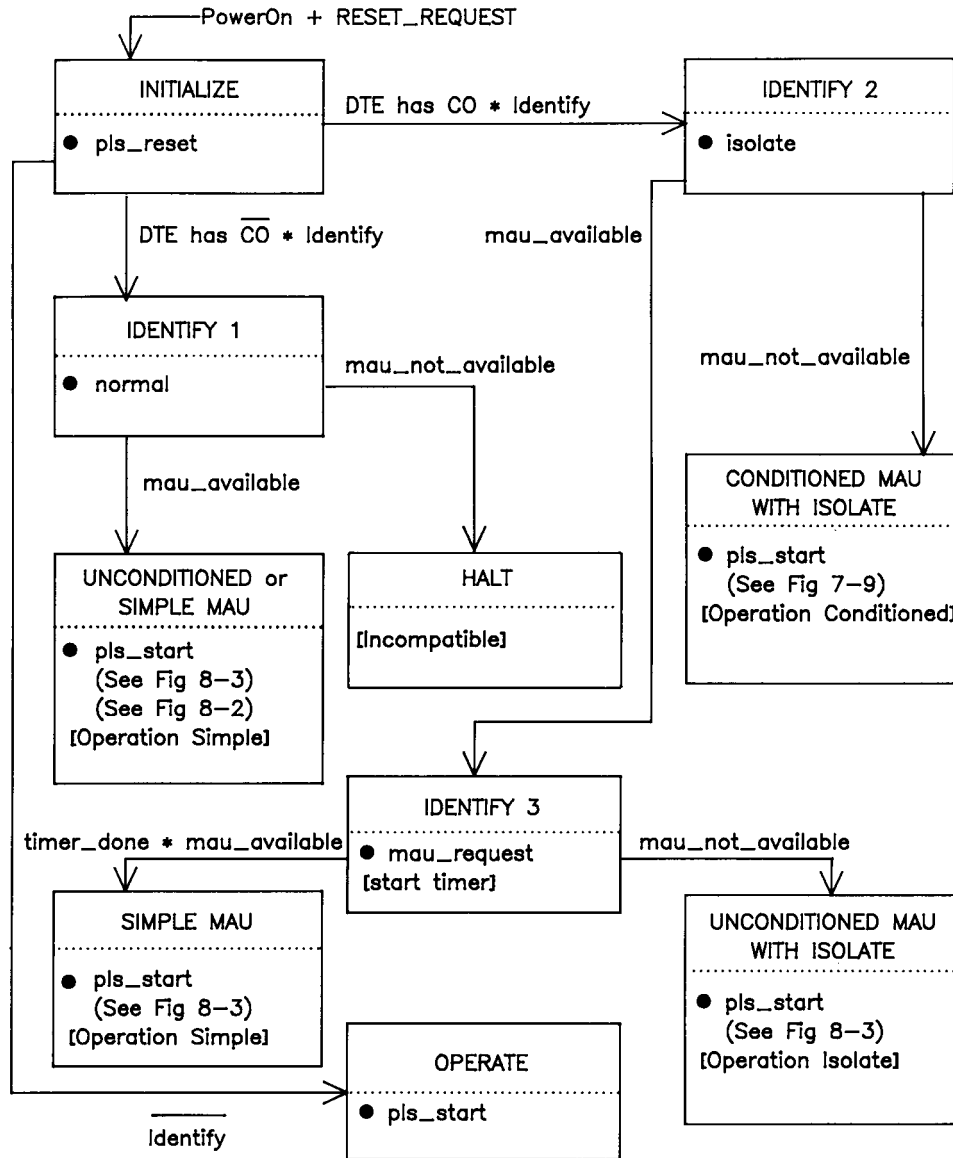 PowerOn + RESET_REQUEST
INITIALIZE
● pls_reset
DTE has CO * Identify
IDENTIFY 2
● isolate
DTE has C̅O̅ * Identify
mau_available
mau_not_available
IDENTIFY 1
● normal
mau_not_available
mau_available
CONDITIONED MAU
WITH ISOLATE
● pls_start
(See Fig 7–9)
[Operation Conditioned]
UNCONDITIONED or
SIMPLE MAU
● pls_start
(See Fig 8–3)
(See Fig 8–2)
[Operation Simple]
HALT
[Incompatible]
IDENTIFY 3
● mau_request
[start timer]
timer_done * mau_available
mau_not_available
SIMPLE MAU
● pls_start
(See Fig 8–3)
[Operation Simple]
UNCONDITIONED MAU
WITH ISOLATE
● pls_start
(See Fig 8–3)
[Operation Isolate]
OPERATE
● pls_start
I̅d̅e̅n̅t̅i̅f̅y̅